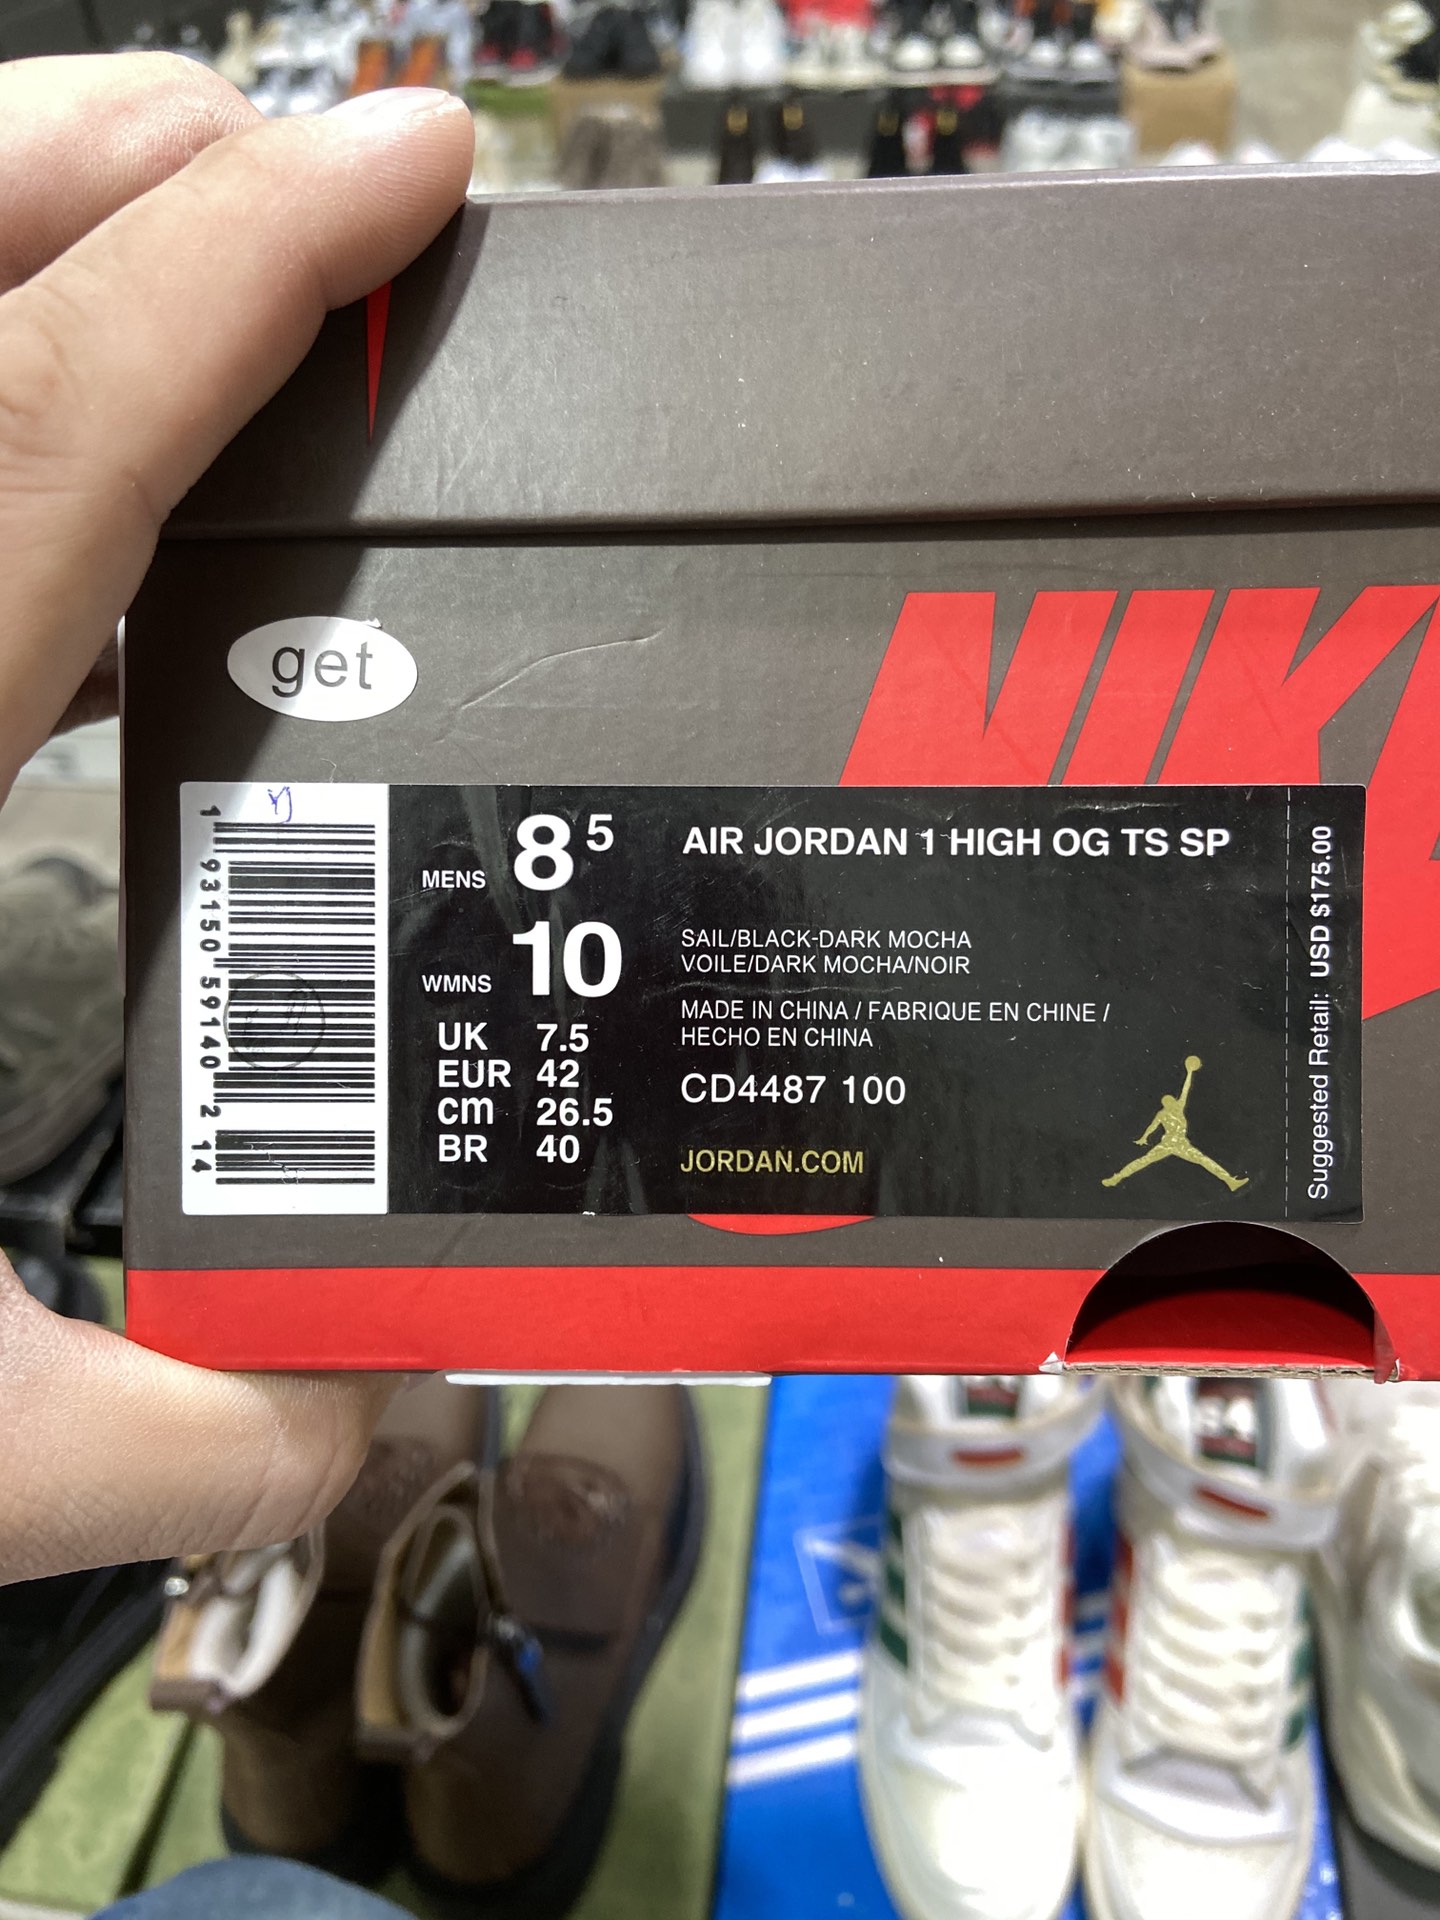 get
NIKE
MENS 8 5
WMNS 10
UK 7.5
EUR 42
cm 26.5
BR 40
AIR JORDAN 1 HIGH OG TS SP
SAIL/BLACK-DARK MOCHA
VOILE/DARK MOCHA/NOIR
MADE IN CHINA / FABRIQUE EN CHINE /
HECHO EN CHINA
CD4487 100
JORDAN.COM
Suggested Retail: USD $175.00
1 93150 59140 2 14